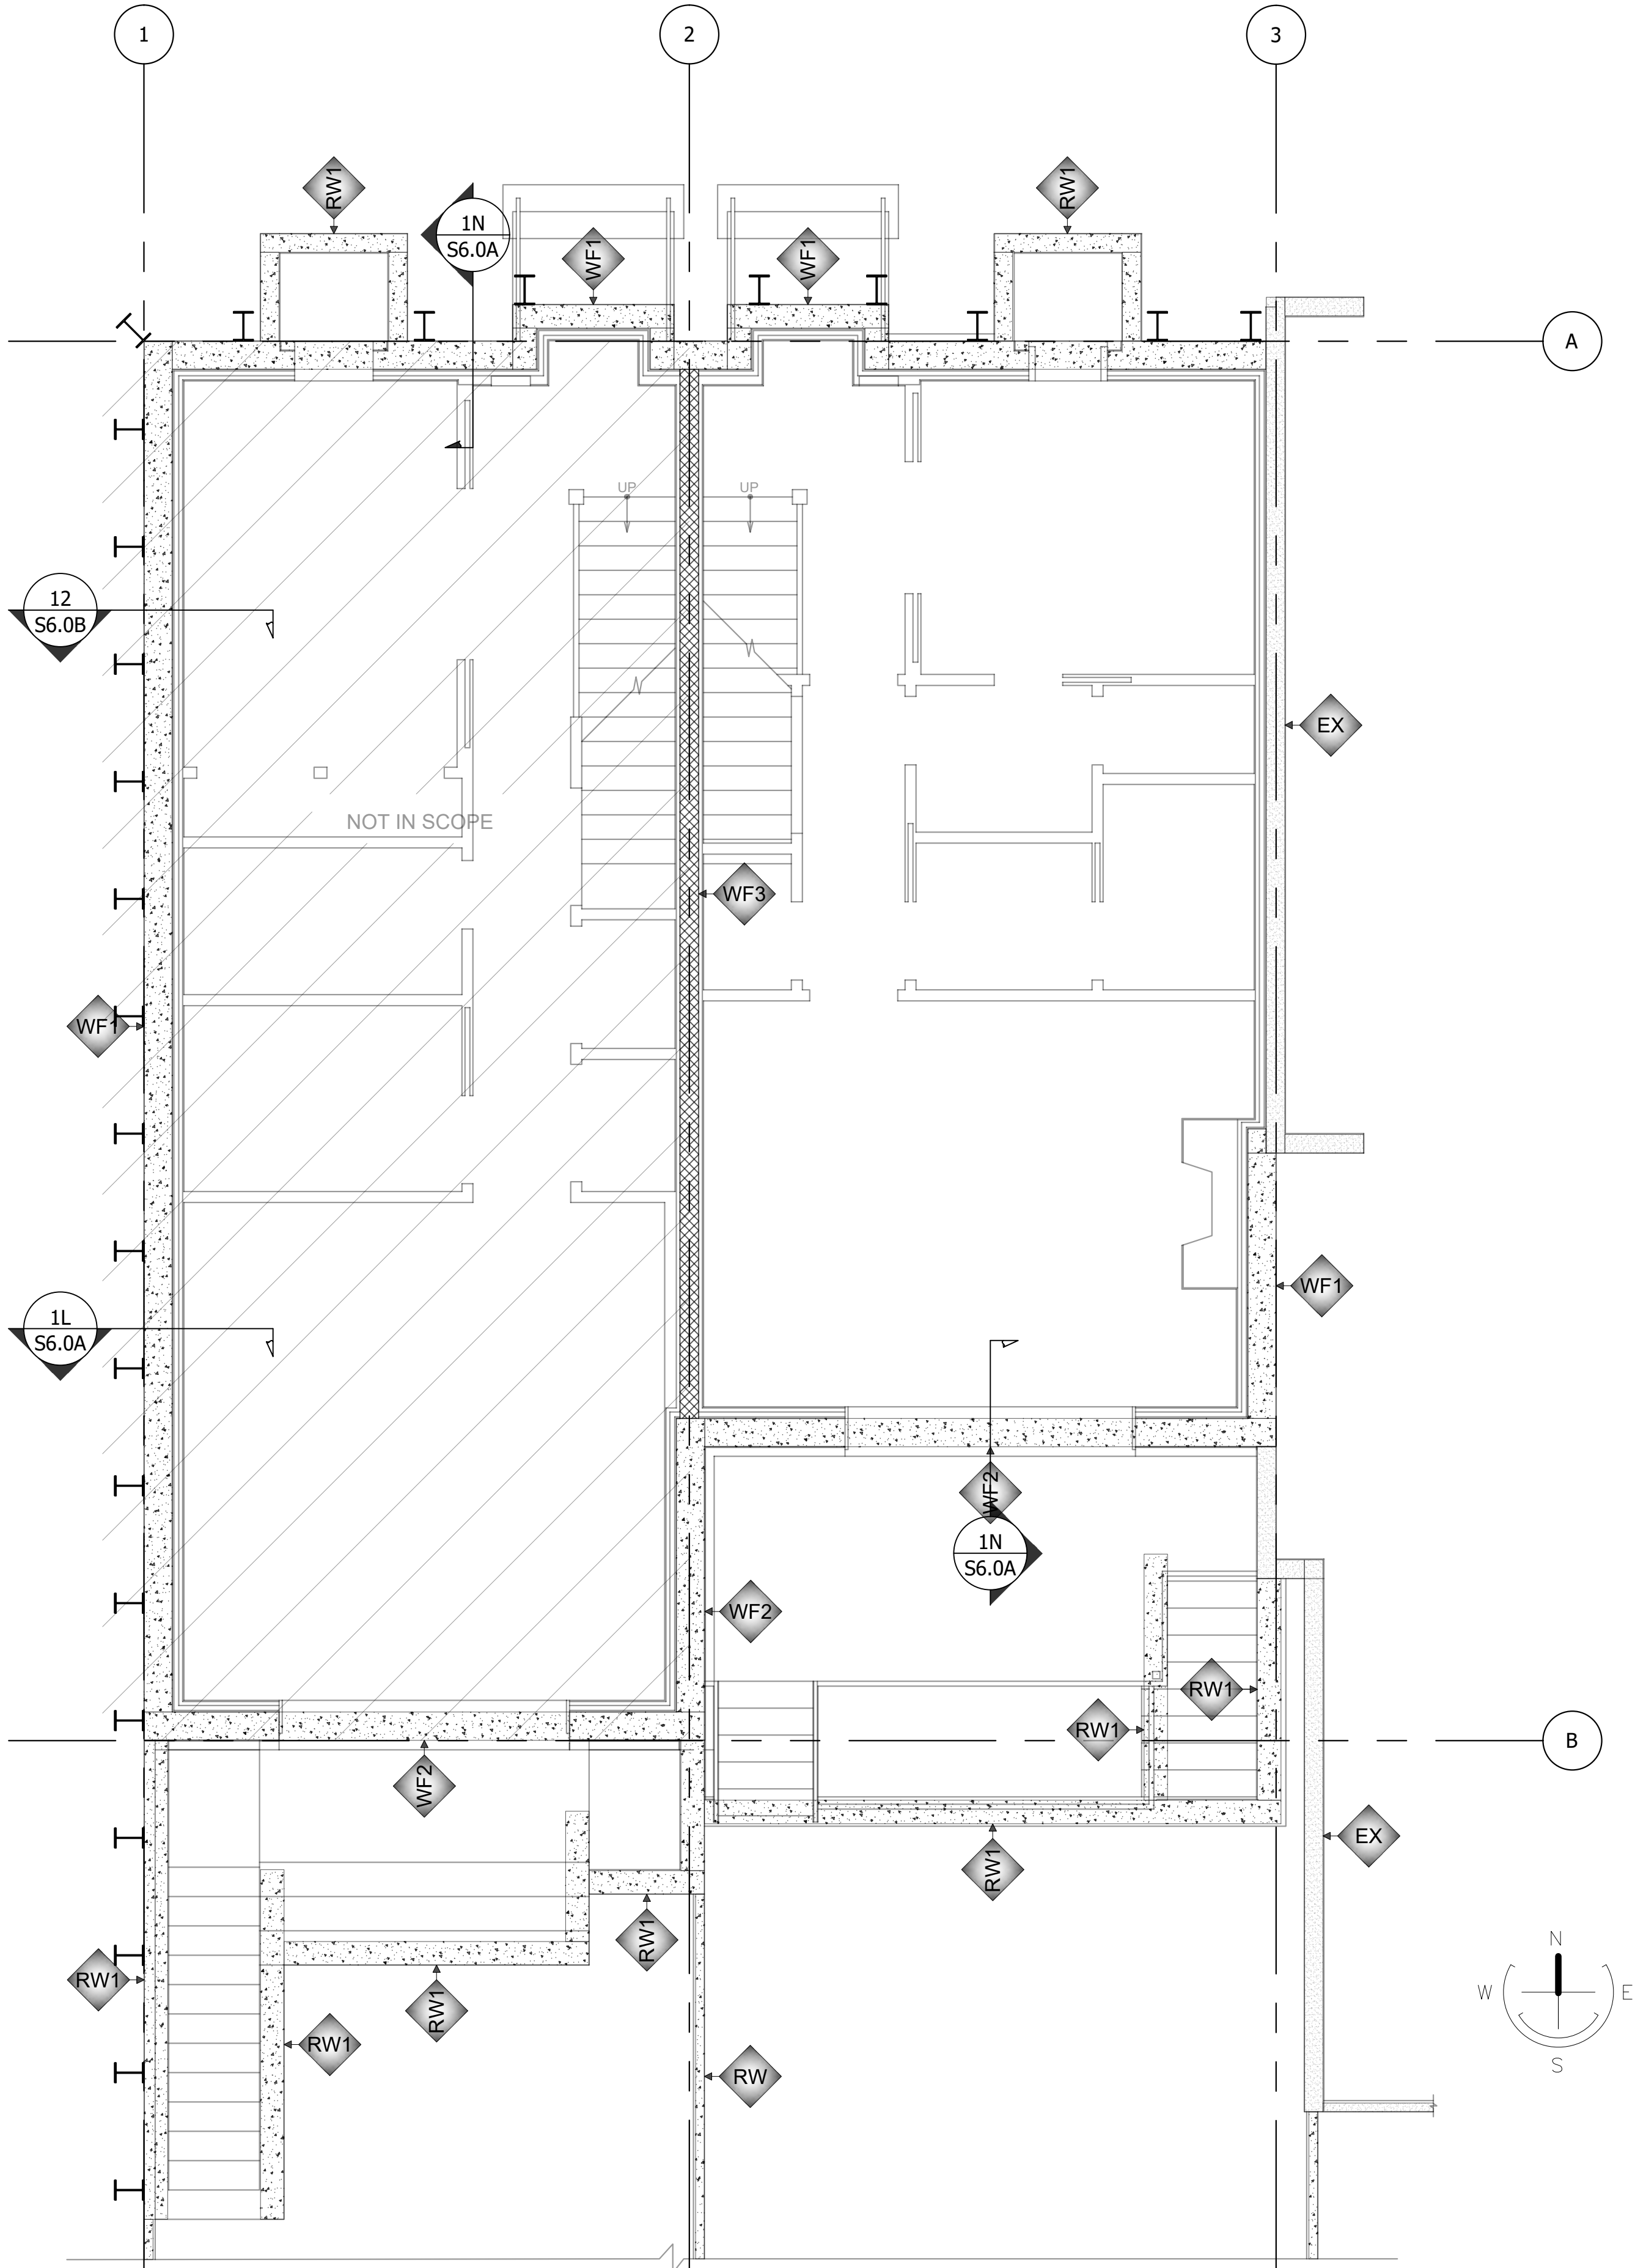 1
2
3
RW1
1N
S6.0A
WF1
WF1
RW1
A
UP
UP
12
S6.0B
EX
NOT IN SCOPE
WF3
WF1
WF1
1L
S6.0A
WF2
1N
S6.0A
WF2
RW1
RW1
B
WF2
EX
RW1
RW1
N
W
E
S
RW1
RW1
RW1
RW